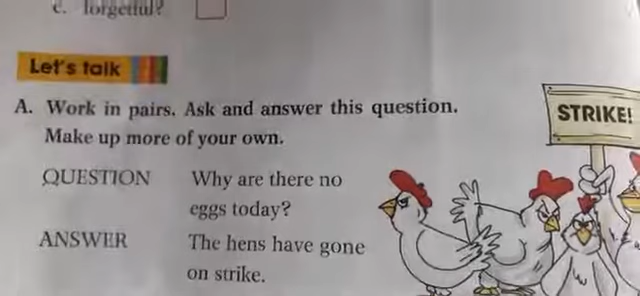 c. forgetful?
Let's talk
A. Work in pairs. Ask and answer this question.
Make up more of your own.
QUESTION Why are there no
eggs today?
ANSWER The hens have gone
on strike.
STRIKE!